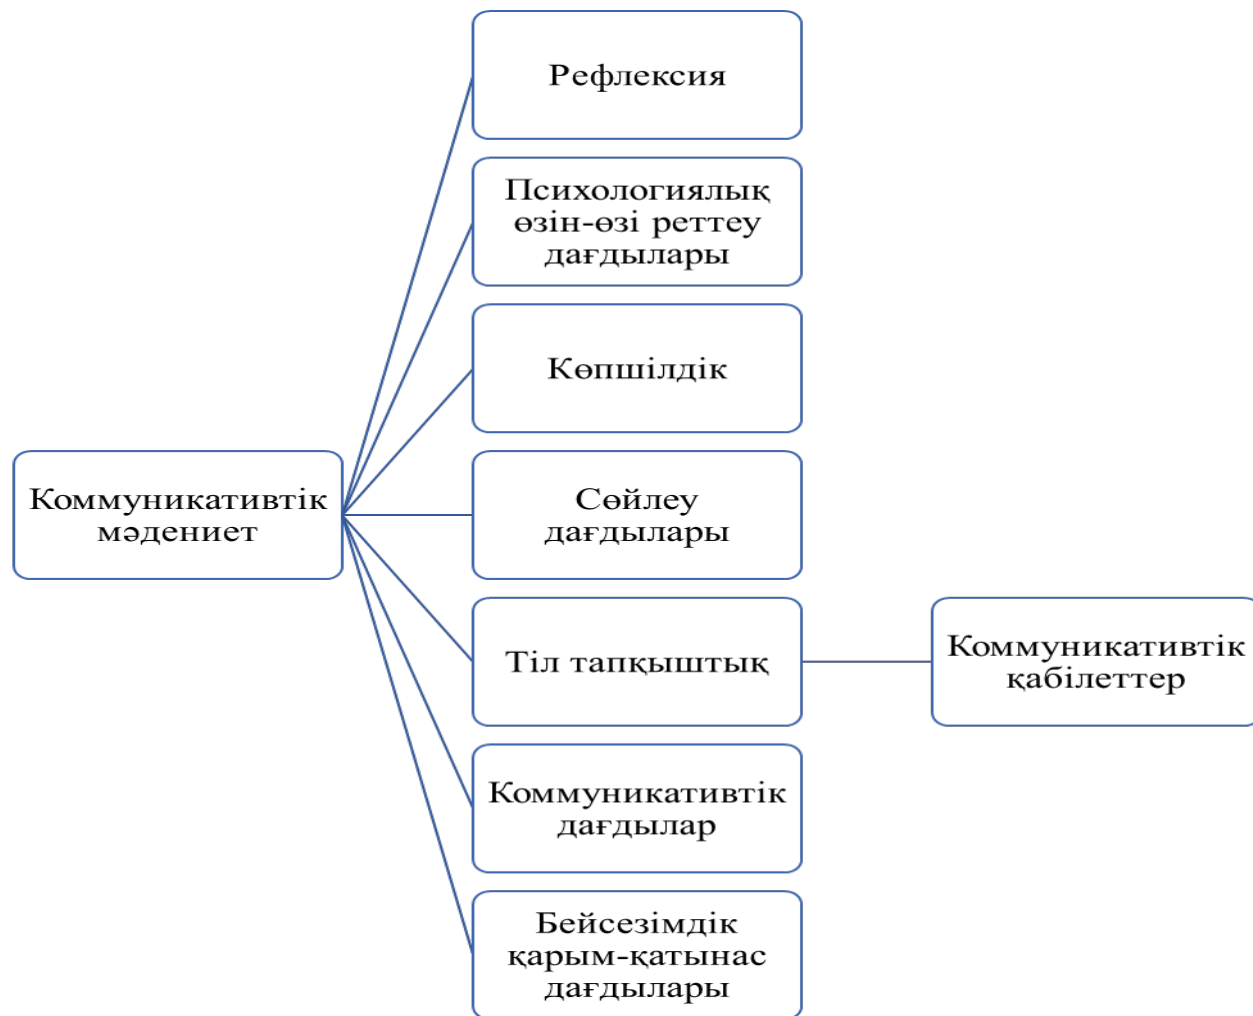 Рефлексия
Психологиялық
өзін-өзі реттеу
дағдылары
Көпшілдік
Коммуникативтік
мәдениет
Сөйлеу
дағдылары
Тіл тапқыштық
Коммуникативтік
қабілеттер
Коммуникативтік
дағдылар
Бейсезімдік
қарым-қатынас
дағдылары